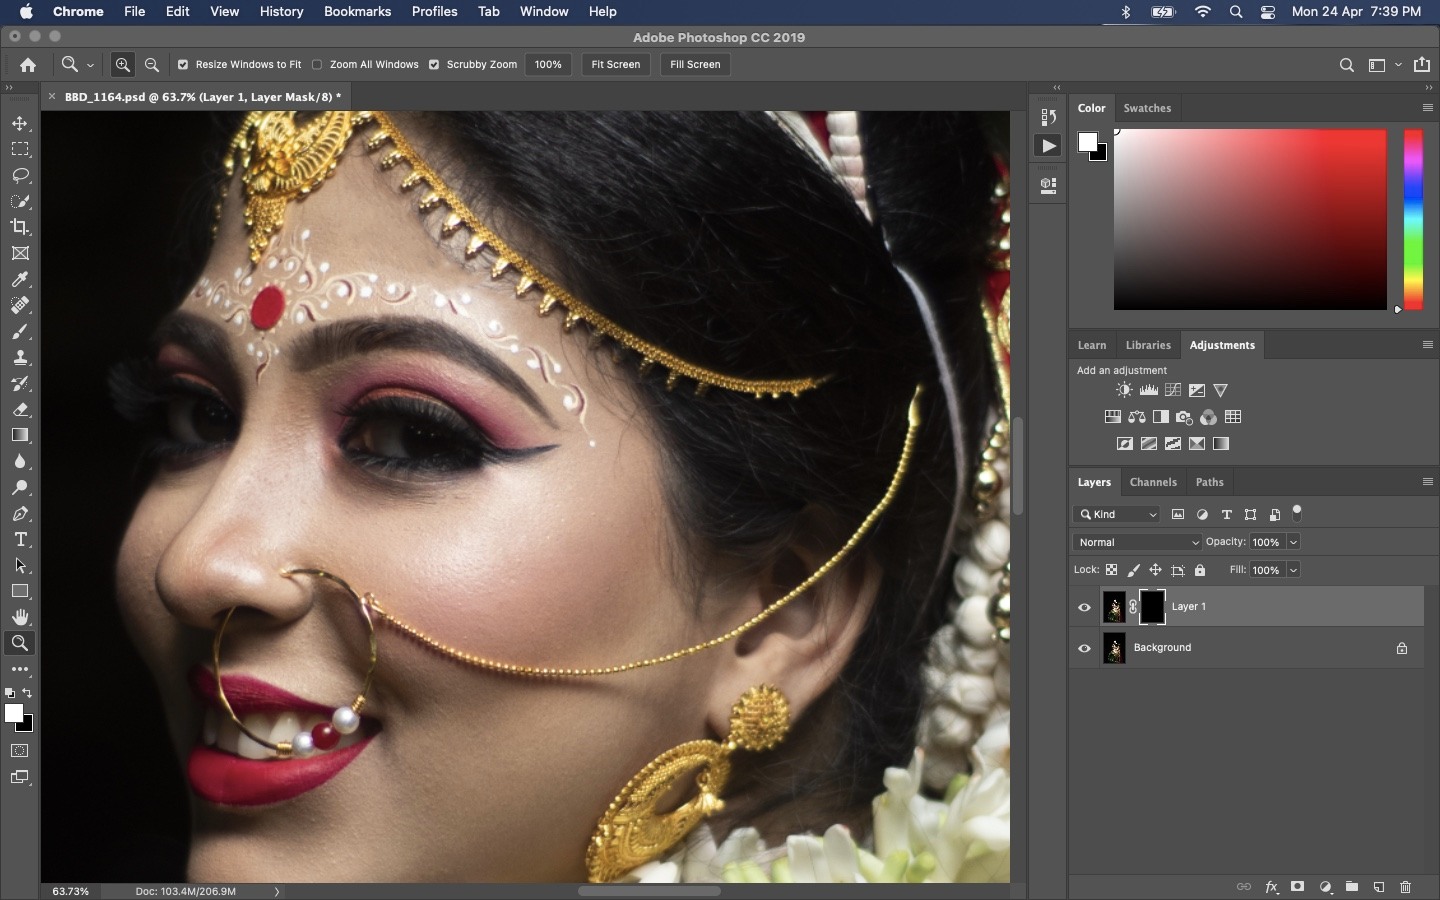 Chrome File Edit View History Bookmarks Profiles Tab Window Help Mon 24 Apr 7:39 PM
Adobe Photoshop CC 2019
Resize Windows to Fit Zoom All Windows Scrubby Zoom 100% Fit Screen Fill Screen
BBD_1164.psd @ 63.7% (Layer 1, Layer Mask/8) *
Color Swatches
Learn Libraries Adjustments
Add an adjustment
Layers Channels Paths
Kind
Normal Opacity: 100%
Lock: Fill: 100%
Layer 1
Background
63.73% Doc: 103.4M/206.9M
fx